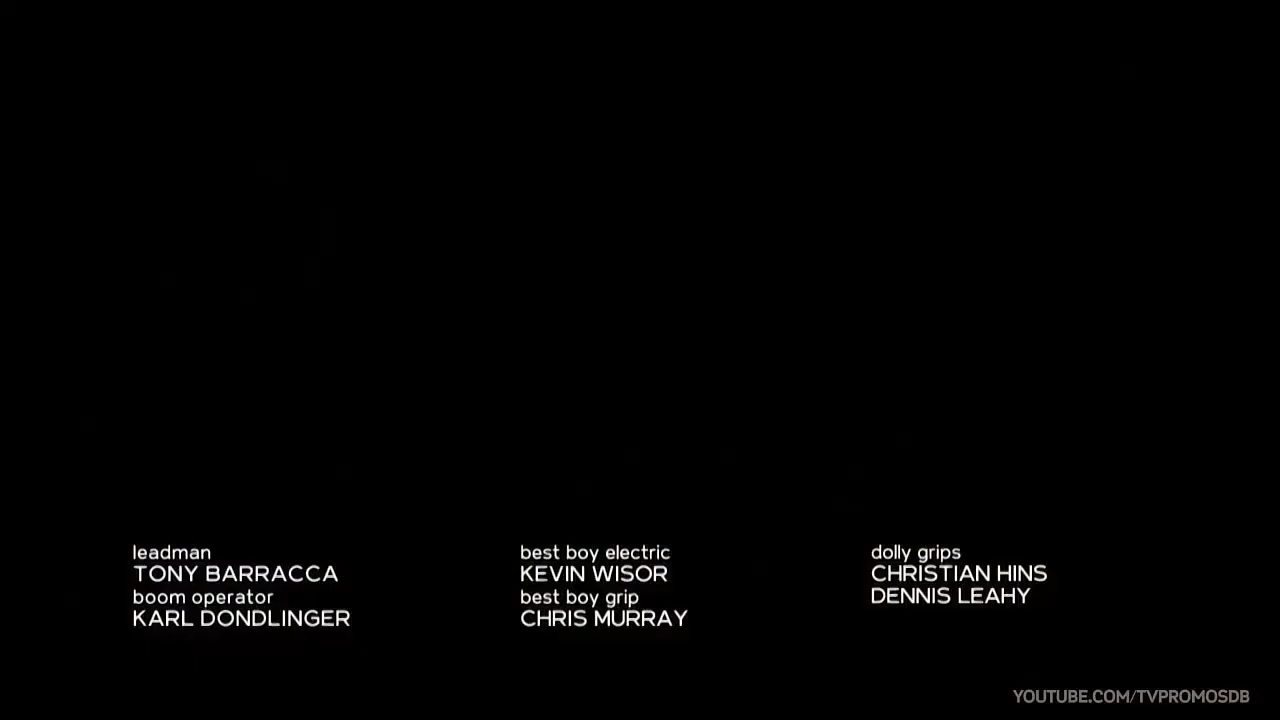 leadman
TONY BARRACCA
boom operator
KARL DONDLINGER
best boy electric
KEVIN WISOR
best boy grip
CHRIS MURRAY
dolly grips
CHRISTIAN HINS
DENNIS LEAHY
YOUTUBE.COM/TVPROMOSDB